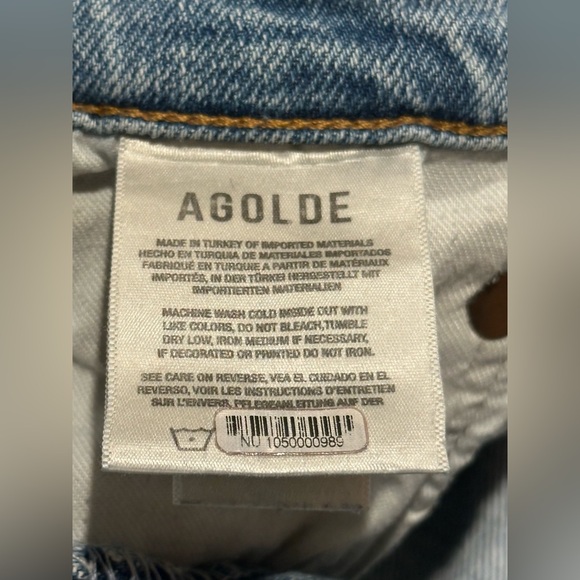 AGOLDE
MADE IN TURKEY OF IMPORTED MATERIALS
HECHO EN TURQUIA DE MATERIALES IMPORTADOS
FABRIQUÉ EN TURQUIE A PARTIR DE MATÉRIAUX
IMPORTÉS, IN DER TÜRKEI HERGESTELLT MIT
IMPORTIERTEN MATERIALIEN
MACHINE WASH COLD INSIDE OUT WITH
LIKE COLORS, DO NOT BLEACH,TUMBLE
DRY LOW, IRON MEDIUM IF NECESSARY,
IF DECORATED OR PRINTED DO NOT IRON.
SEE CARE ON REVERSE, VEA EL CUIDADO EN EL
REVERSO, VOIR LES INSTRUCTIONS D'ENTRETIEN
SUR L'ENVERS, PFLEGEANLEITUNG AUF DER
NU 1050000989